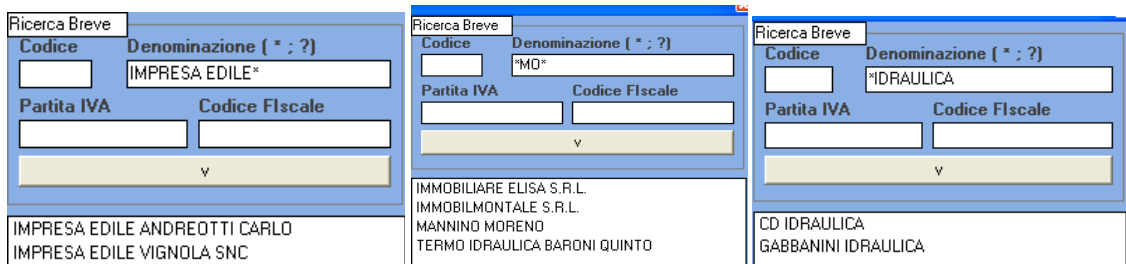 Ricerca Breve
Codice Denominazione ( * ; ?)
IMPRESA EDILE*
Partita IVA Codice FIscale
v
IMPRESA EDILE ANDREOTTI CARLO
IMPRESA EDILE VIGNOLA SNC
Ricerca Breve
Codice Denominazione ( * ; ?)
*MO*
Partita IVA Codice FIscale
v
IMMOBILIARE ELISA S.R.L.
IMMOBILMONTALE S.R.L.
MANNINO MORENO
TERMO IDRAULICA BARONI QUINTO
Ricerca Breve
Codice Denominazione ( * ; ?)
*IDRAULICA
Partita IVA Codice FIscale
v
CD IDRAULICA
GABBANINI IDRAULICA